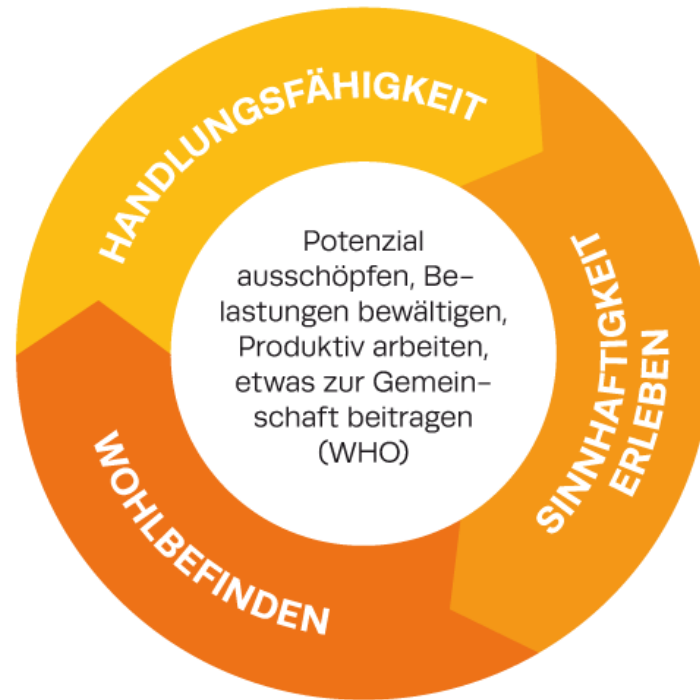 HANDLUNGSFÄHIGKEIT
SINNHAFTIGKEIT
ERLEBEN
WOHLBEFINDEN
Potenzial
ausschöpfen, Be-
lastungen bewältigen,
Produktiv arbeiten,
etwas zur Gemein-
schaft beitragen
(WHO)